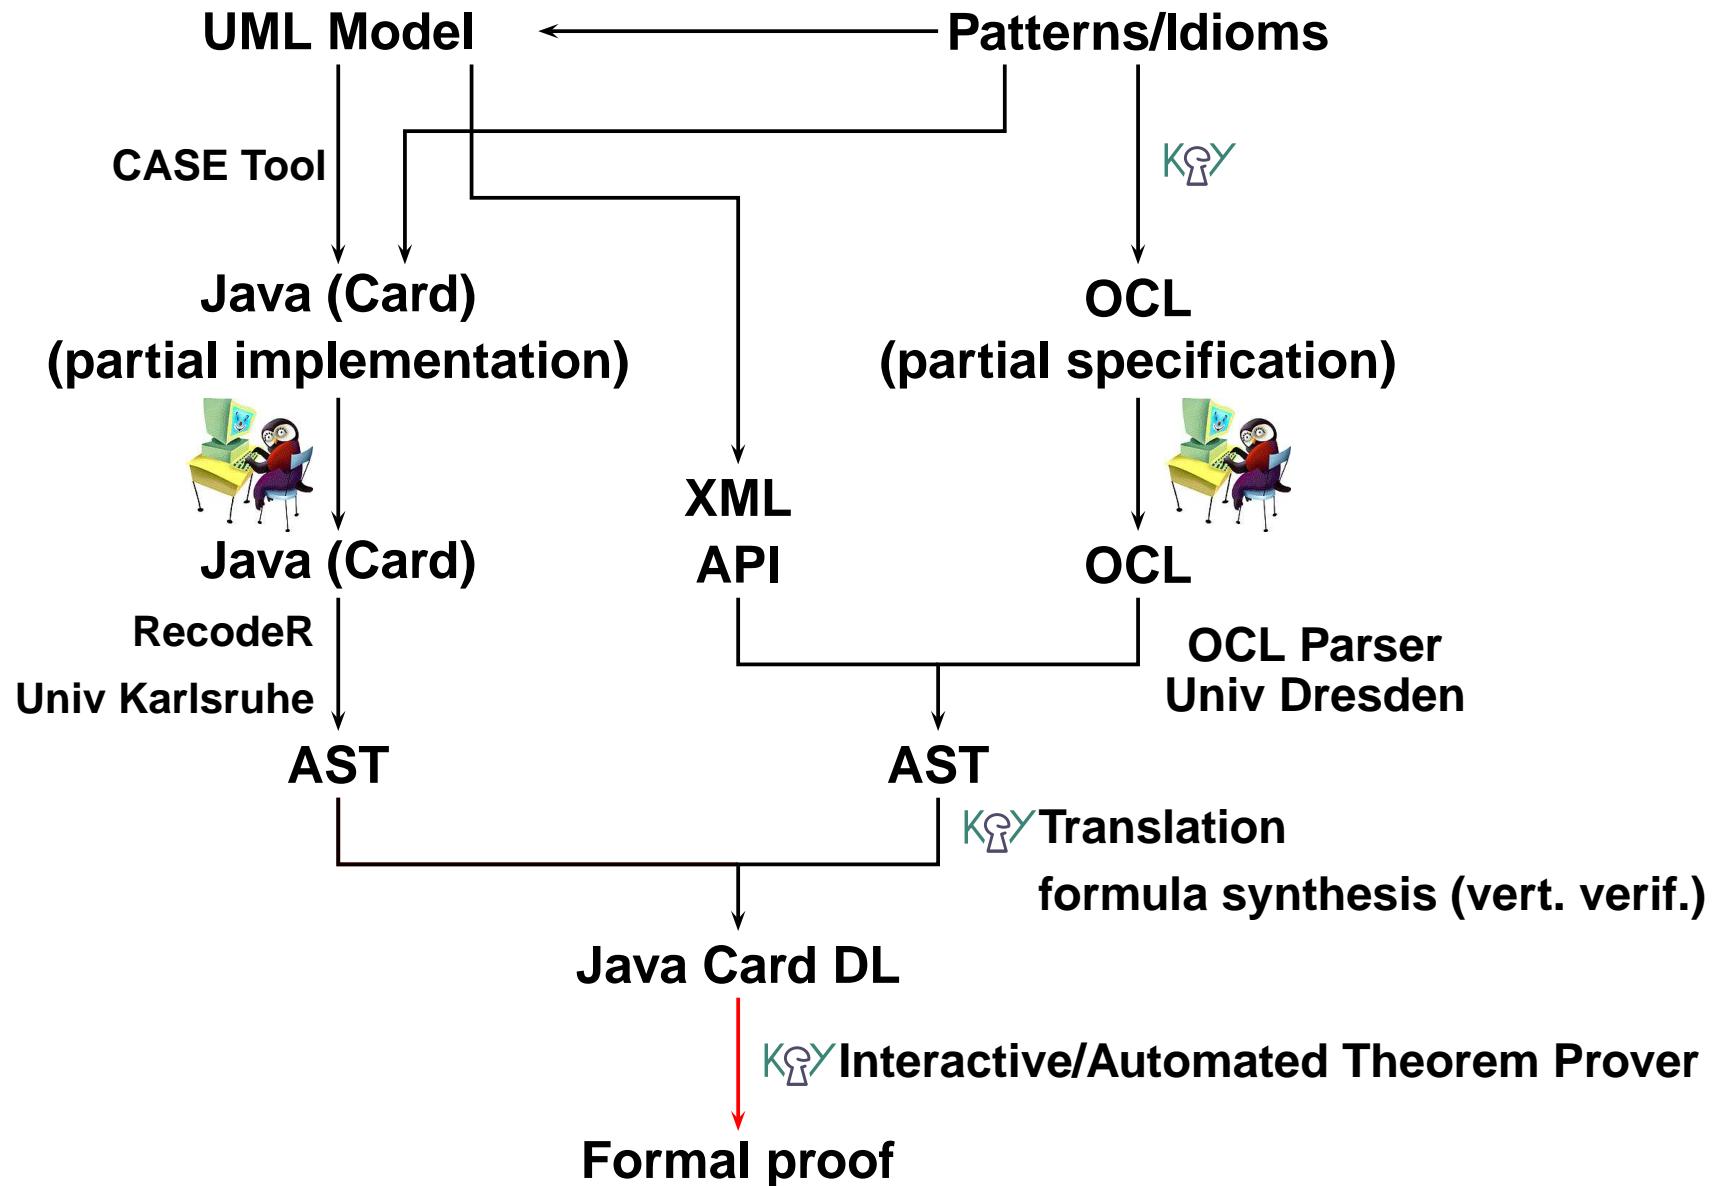 UML Model
Patterns/Idioms
CASE Tool
KeY
Java (Card)
(partial implementation)
OCL
(partial specification)
XML
API
Java (Card)
OCL
RecodeR
Univ Karlsruhe
OCL Parser
Univ Dresden
AST
AST
KeY Translation
formula synthesis (vert. verif.)
Java Card DL
KeY Interactive/Automated Theorem Prover
Formal proof